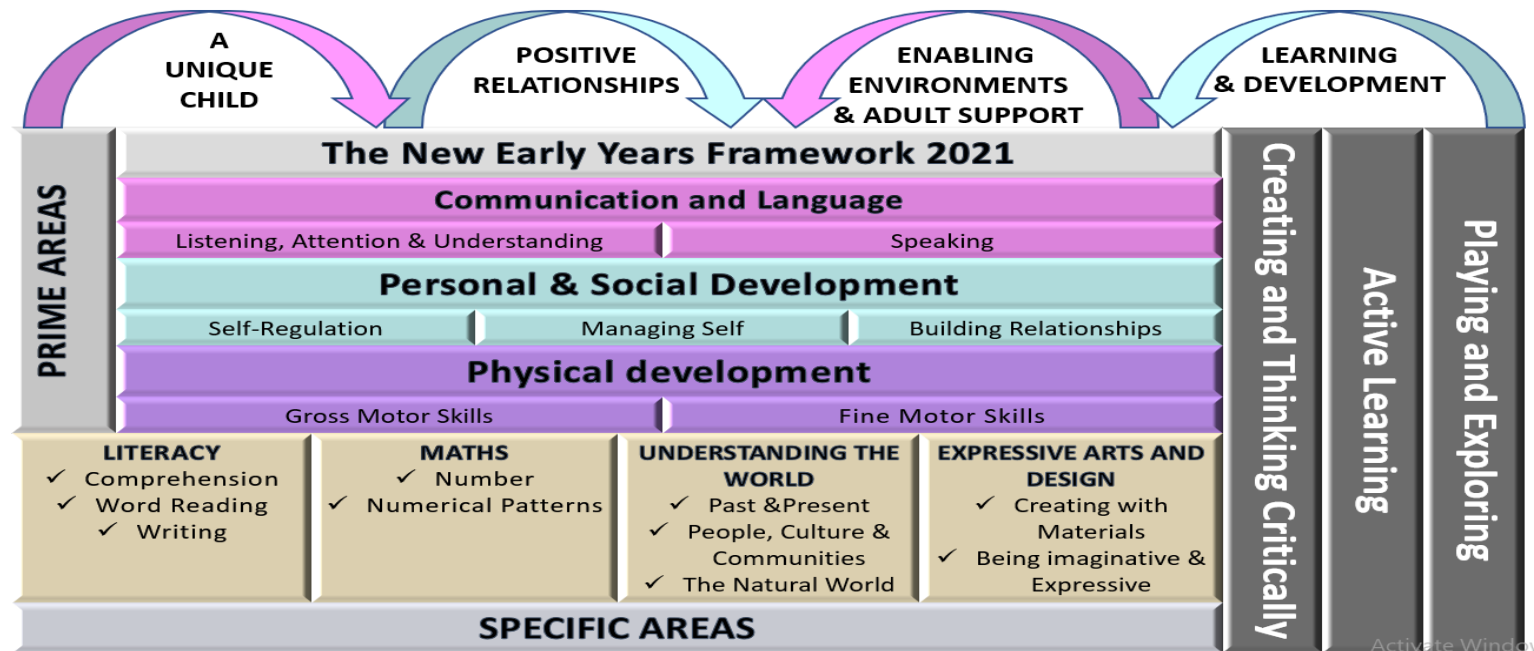 A
UNIQUE
CHILD
POSITIVE
RELATIONSHIPS
ENABLING
ENVIRONMENTS
& ADULT SUPPORT
LEARNING
& DEVELOPMENT
PRIME AREAS
The New Early Years Framework 2021
Communication and Language
Listening, Attention & Understanding
Speaking
Personal & Social Development
Self-Regulation
Managing Self
Building Relationships
Physical development
Gross Motor Skills
Fine Motor Skills
LITERACY
✓ Comprehension
✓ Word Reading
✓ Writing
MATHS
✓ Number
✓ Numerical Patterns
UNDERSTANDING THE
WORLD
✓ Past &Present
✓ People, Culture &
Communities
✓ The Natural World
EXPRESSIVE ARTS AND
DESIGN
✓ Creating with
Materials
✓ Being imaginative &
Expressive
SPECIFIC AREAS
Creating and Thinking Critically
Active Learning
Playing and Exploring
Activate Window